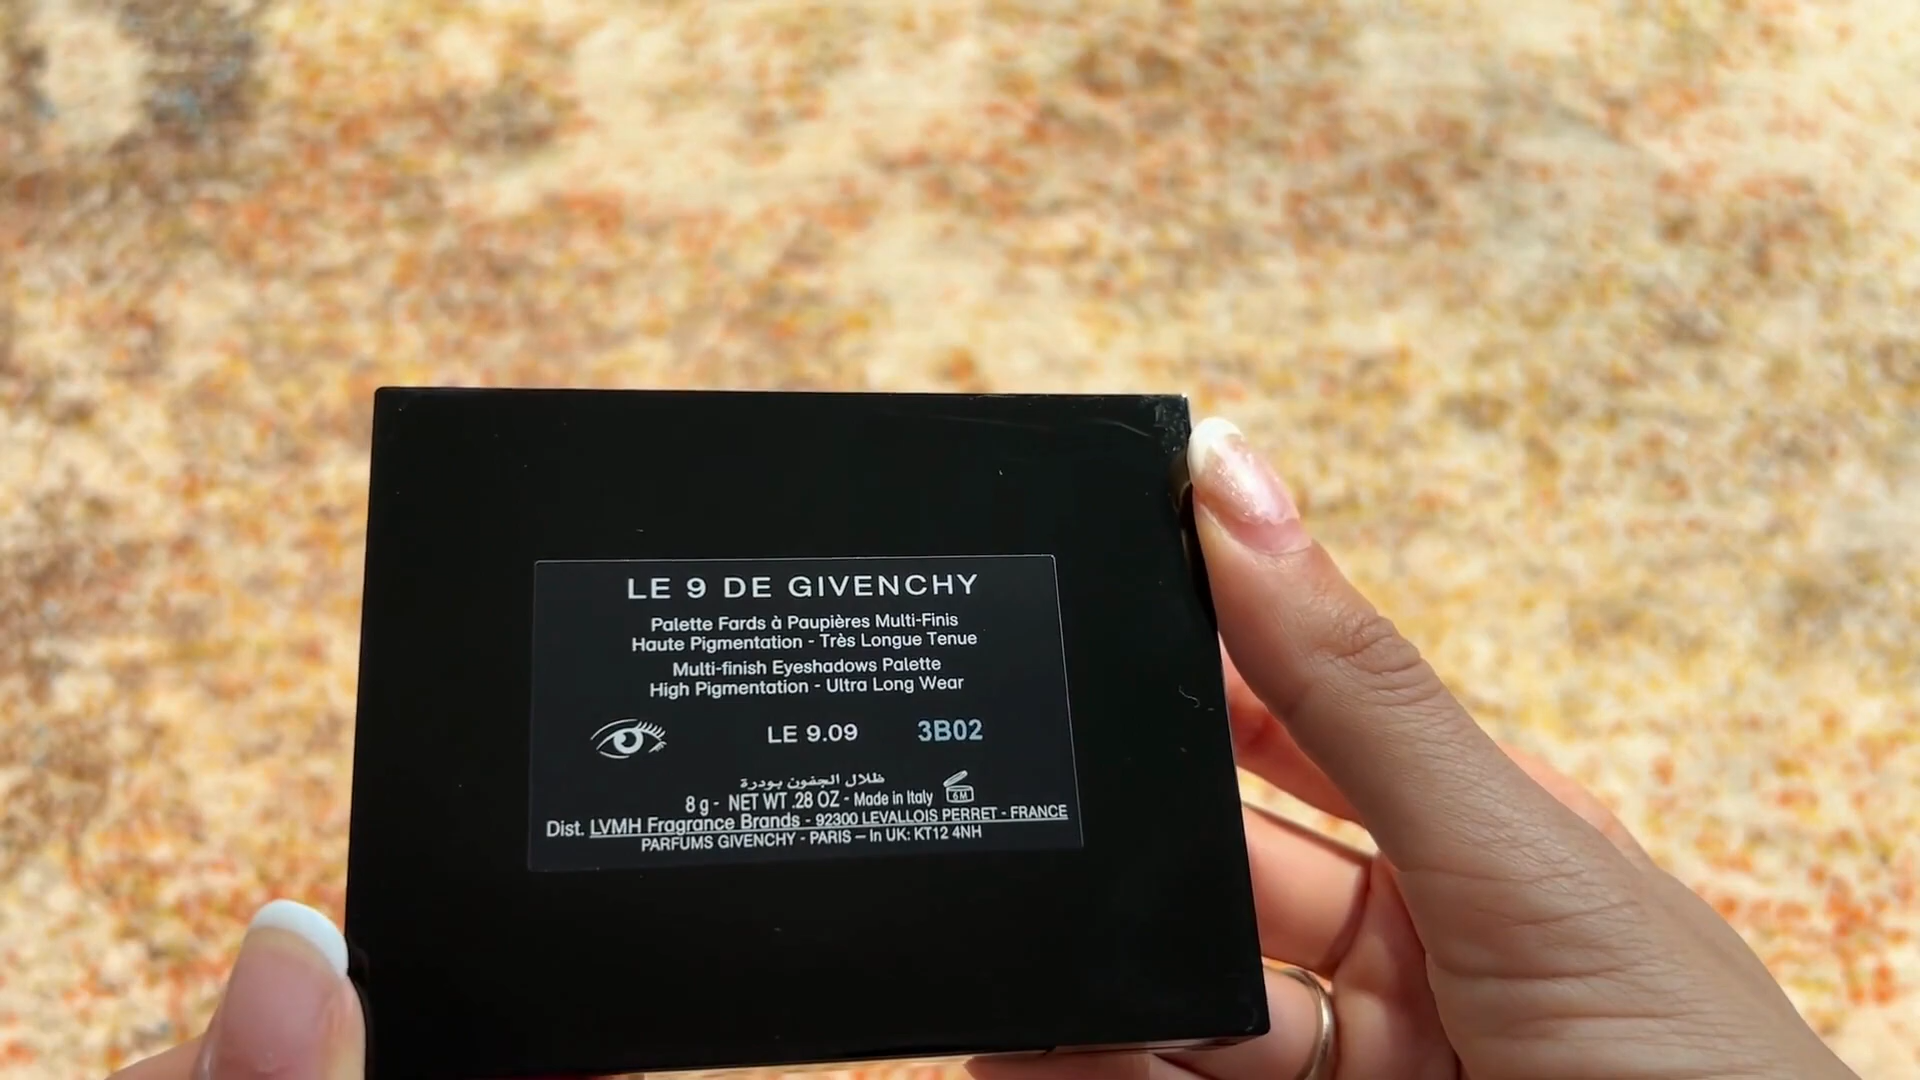 LE 9 DE GIVENCHY
Palette Fards à Paupières Multi-Finis
Haute Pigmentation - Très Longue Tenue
Multi-finish Eyeshadows Palette
High Pigmentation - Ultra Long Wear
LE 9.09 3B02
ظلال الجفون بودرة
8 g - NET WT .28 OZ - Made in Italy 6M
Dist. LVMH Fragrance Brands - 92300 LEVALLOIS PERRET - FRANCE
PARFUMS GIVENCHY - PARIS – In UK: KT12 4NH